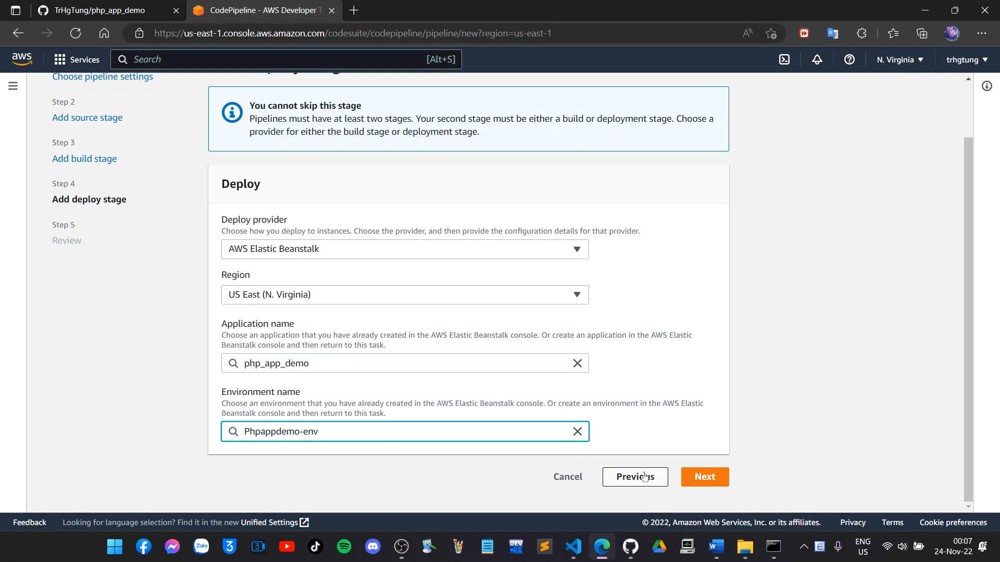 TrHgTung/php_app_demo
CodePipeline - AWS Developer T
https://us-east-1.console.aws.amazon.com/codesuite/codepipeline/pipeline/new?region=us-east-1
aws
Services
Search
[Alt+S]
N. Virginia
trhgtung
Choose pipeline settings
Step 2
Add source stage
Step 3
Add build stage
Step 4
Add deploy stage
Step 5
Review
You cannot skip this stage
Pipelines must have at least two stages. Your second stage must be either a build or deployment stage. Choose a
provider for either the build stage or deployment stage.
Deploy
Deploy provider
Choose how you deploy to instances. Choose the provider, and then provide the configuration details for that provider.
AWS Elastic Beanstalk
Region
US East (N. Virginia)
Application name
Choose an application that you have already created in the AWS Elastic Beanstalk console. Or create an application in the AWS Elastic
Beanstalk console and then return to this task.
php_app_demo
Environment name
Choose an environment that you have already created in the AWS Elastic Beanstalk console. Or create an environment in the AWS Elastic
Beanstalk console and then return to this task.
Phpappdemo-env
Cancel
Previous
Next
Feedback
Looking for language selection? Find it in the new Unified Settings
© 2022, Amazon Web Services, Inc. or its affiliates.
Privacy
Terms
Cookie preferences
Zalo
DEV
ENG
US
00:07
24-Nov-22